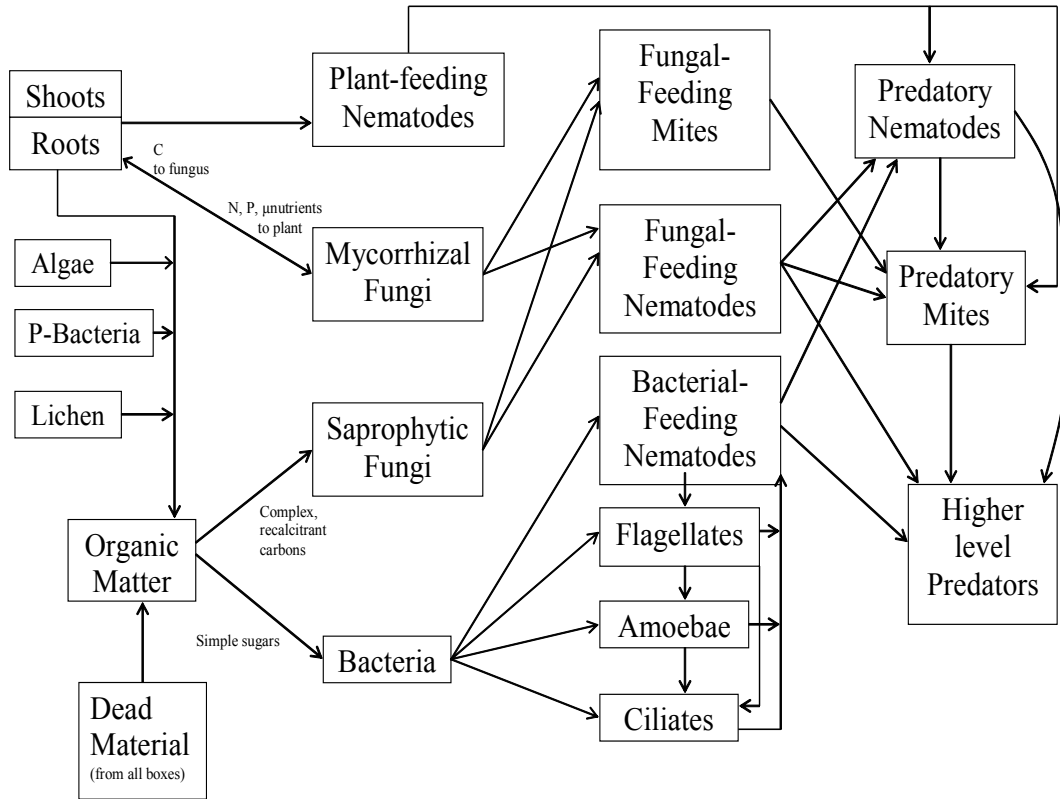 Shoots
Roots
Plant-feeding
Nematodes
Fungal-
Feeding
Mites
Predatory
Nematodes
C
to fungus
N, P, μnutrients
to plant
Algae
Mycorrhizal
Fungi
Fungal-
Feeding
Nematodes
Predatory
Mites
P-Bacteria
Lichen
Saprophytic
Fungi
Bacterial-
Feeding
Nematodes
Complex,
recalcitrant
carbons
Organic
Matter
Flagellates
Higher
level
Predators
Simple sugars
Bacteria
Amoebae
Ciliates
Dead
Material
(from all boxes)